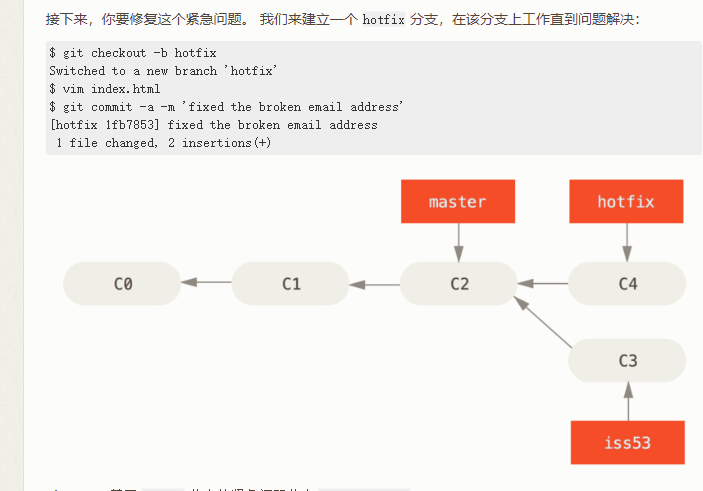 接下来，你要修复这个紧急问题。 我们来建立一个 hotfix 分支，在该分支上工作直到问题解决：
$ git checkout -b hotfix
Switched to a new branch 'hotfix'
$ vim index.html
$ git commit -a -m 'fixed the broken email address'
[hotfix 1fb7853] fixed the broken email address
 1 file changed, 2 insertions(+)
master hotfix
C0 C1 C2 C4
C3
iss53